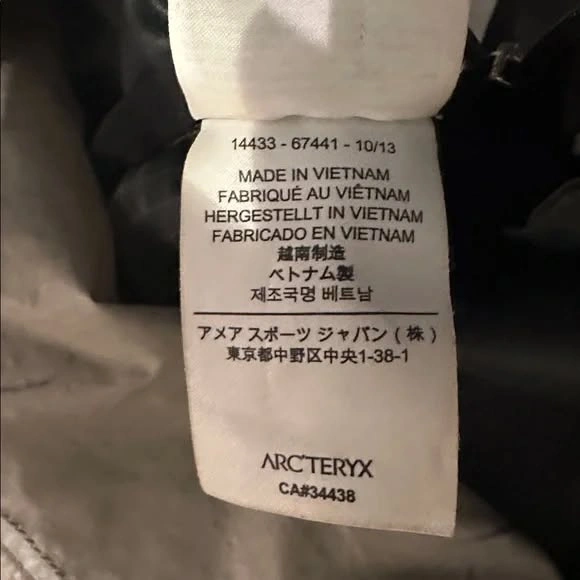 14433 - 67441 - 10/13
MADE IN VIETNAM
FABRIQUÉ AU VIÊTNAM
HERGESTELLT IN VIETNAM
FABRICADO EN VIETNAM
越南制造
ベトナム製
제조국명 베트남
アメア スポーツ ジャパン ( 株 )
東京都中野区中央1-38-1
ARC'TERYX
CA#34438